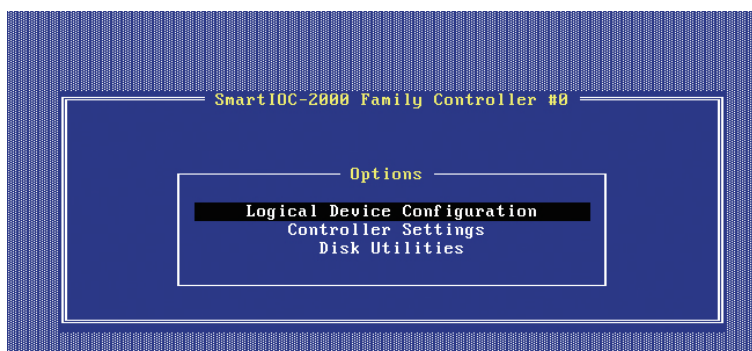 SmartIOC-2000 Family Controller #0
Options
Logical Device Configuration
Controller Settings
Disk Utilities